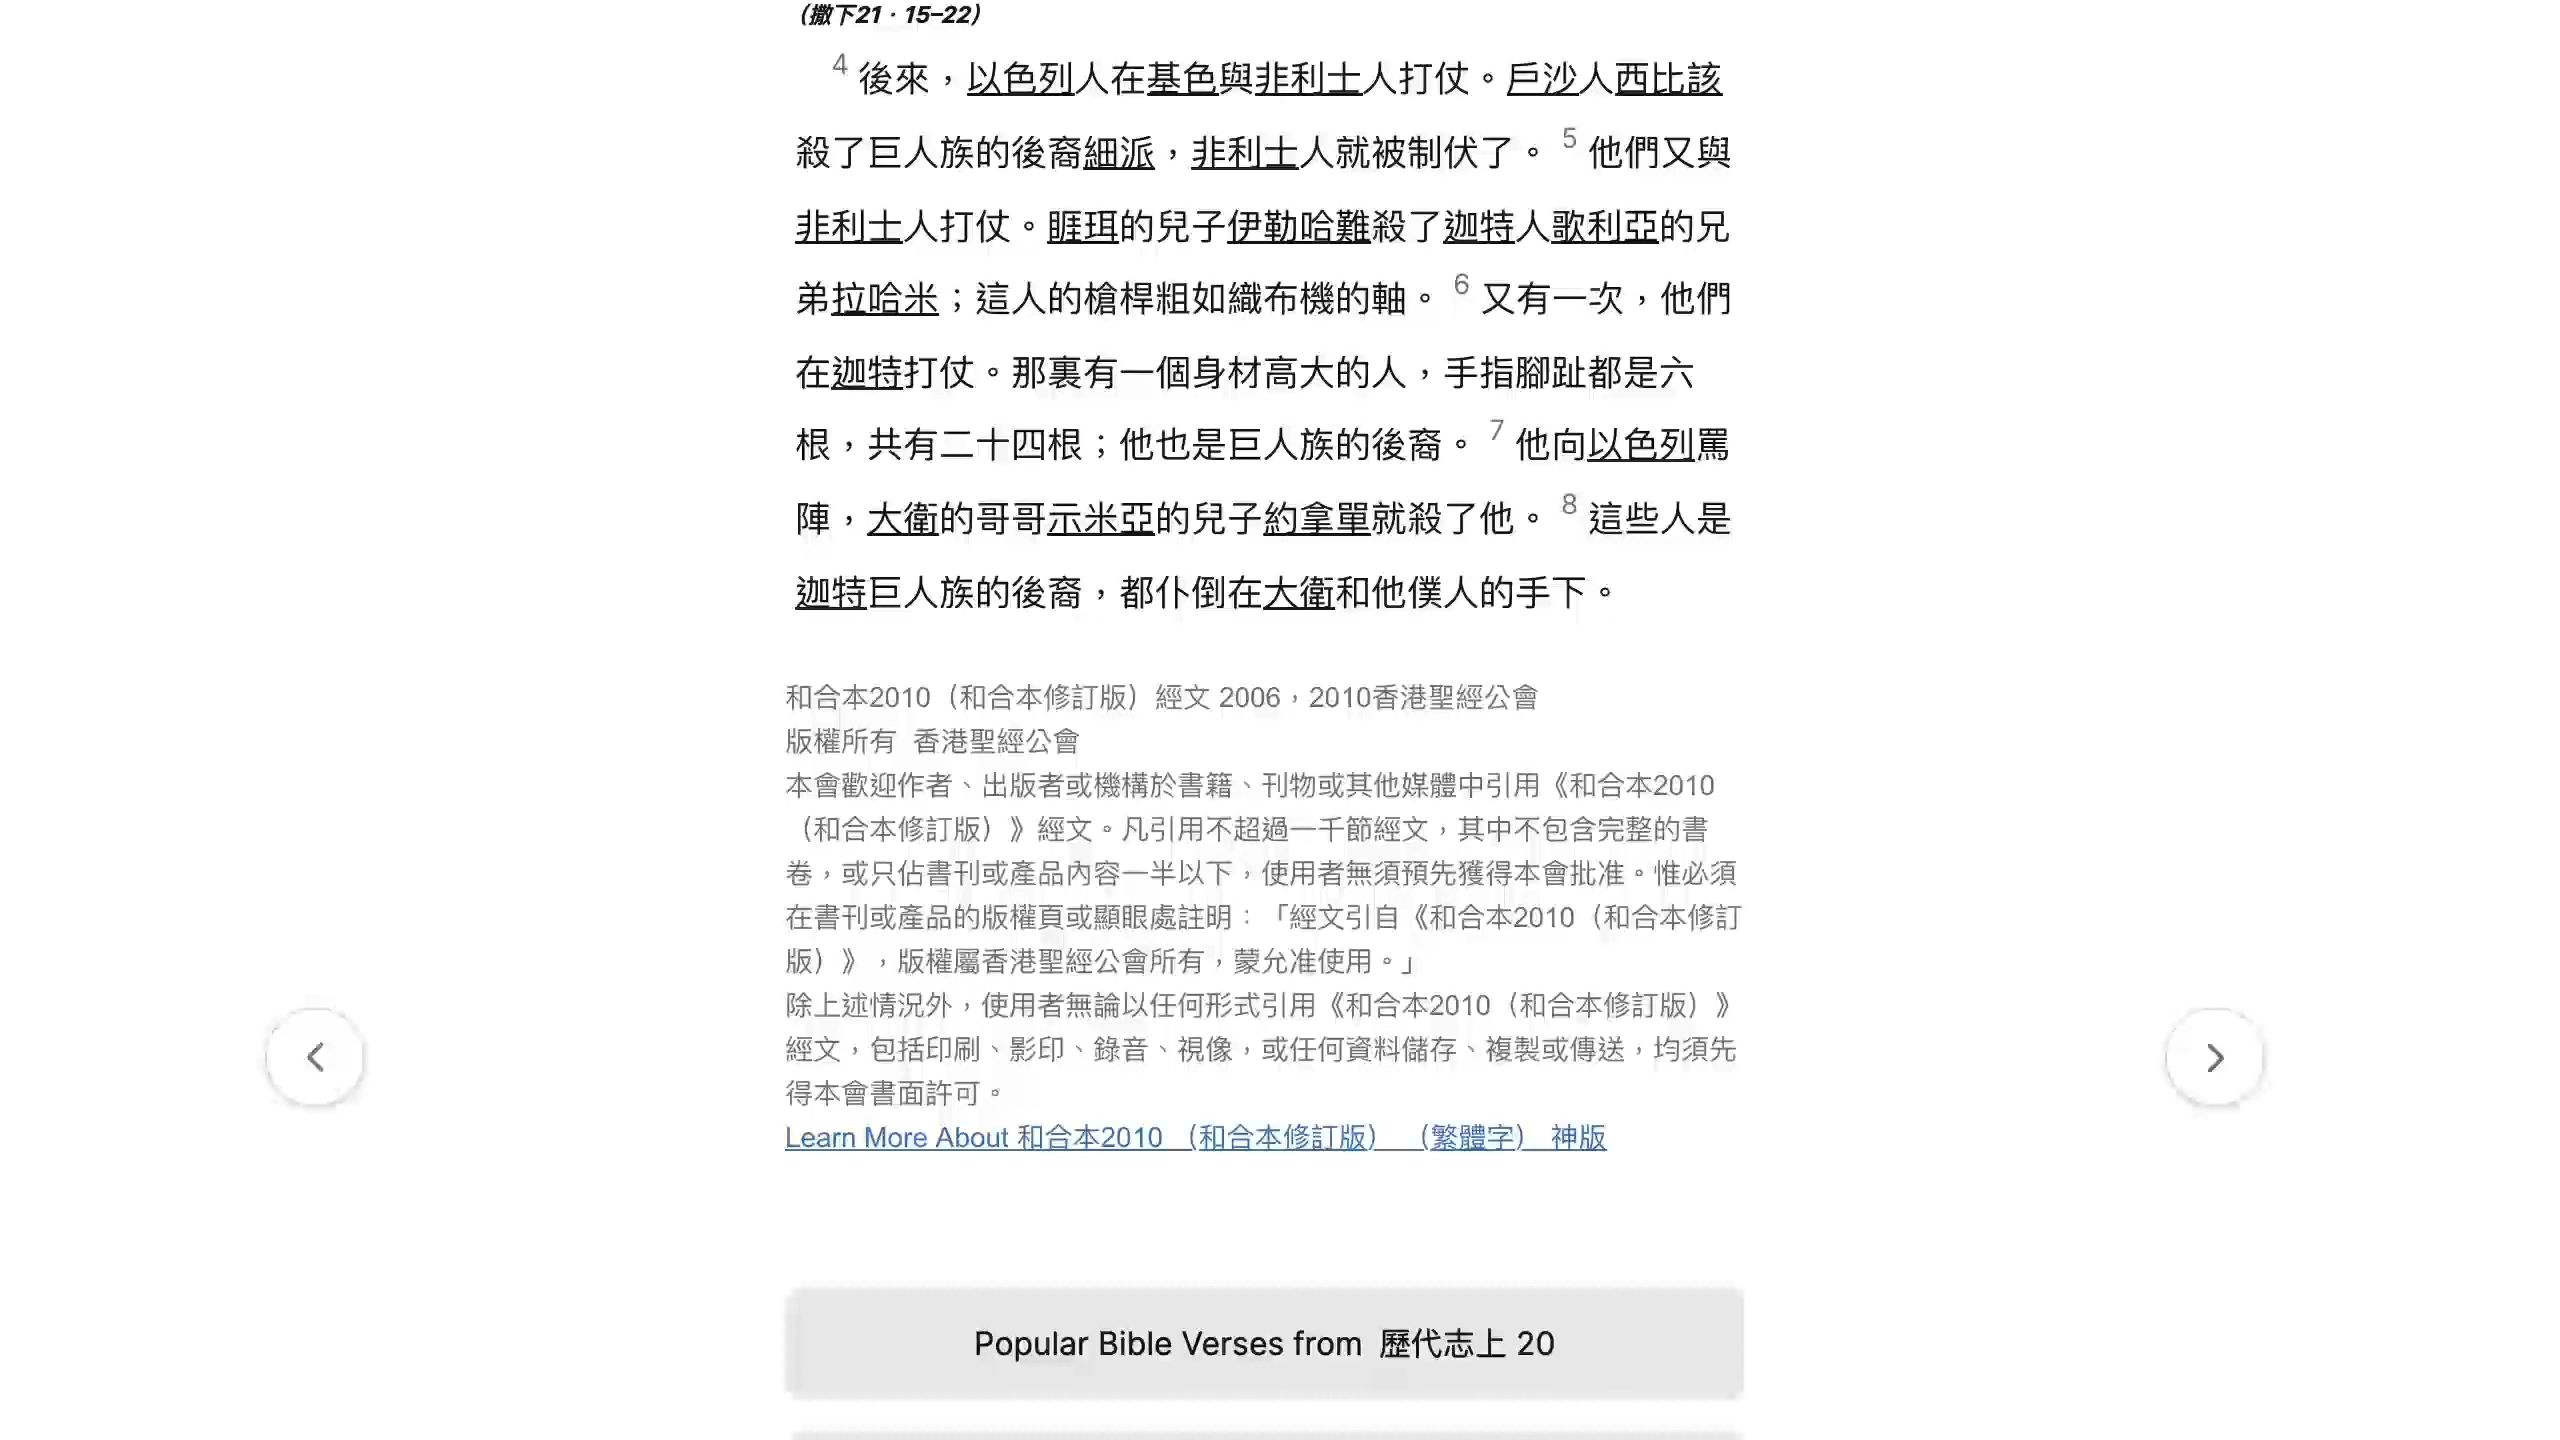 （撒下21·15–22）
4 後來，以色列人在基色與非利士人打仗。戶沙人西比該
殺了巨人族的後裔細派，非利士人就被制伏了。 5 他們又與
非利士人打仗。睚珥的兒子伊勒哈難殺了迦特人歌利亞的兄
弟拉哈米；這人的槍桿粗如織布機的軸。 6 又有一次，他們
在迦特打仗。那裏有一個身材高大的人，手指腳趾都是六
根，共有二十四根；他也是巨人族的後裔。 7 他向以色列罵
陣，大衛的哥哥示米亞的兒子約拿單就殺了他。 8 這些人是
迦特巨人族的後裔，都仆倒在大衛和他僕人的手下。
和合本2010（和合本修訂版）經文 2006，2010香港聖經公會
版權所有 香港聖經公會
本會歡迎作者、出版者或機構於書籍、刊物或其他媒體中引用《和合本2010
（和合本修訂版）》經文。凡引用不超過一千節經文，其中不包含完整的書
卷，或只佔書刊或產品內容一半以下，使用者無須預先獲得本會批准。惟必須
在書刊或產品的版權頁或顯眼處註明：「經文引自《和合本2010（和合本修訂
版）》，版權屬香港聖經公會所有，蒙允准使用。」
除上述情況外，使用者無論以任何形式引用《和合本2010（和合本修訂版）》
經文，包括印刷、影印、錄音、視像，或任何資料儲存、複製或傳送，均須先
得本會書面許可。
Learn More About 和合本2010 （和合本修訂版） （繁體字） 神版
Popular Bible Verses from 歷代志上 20